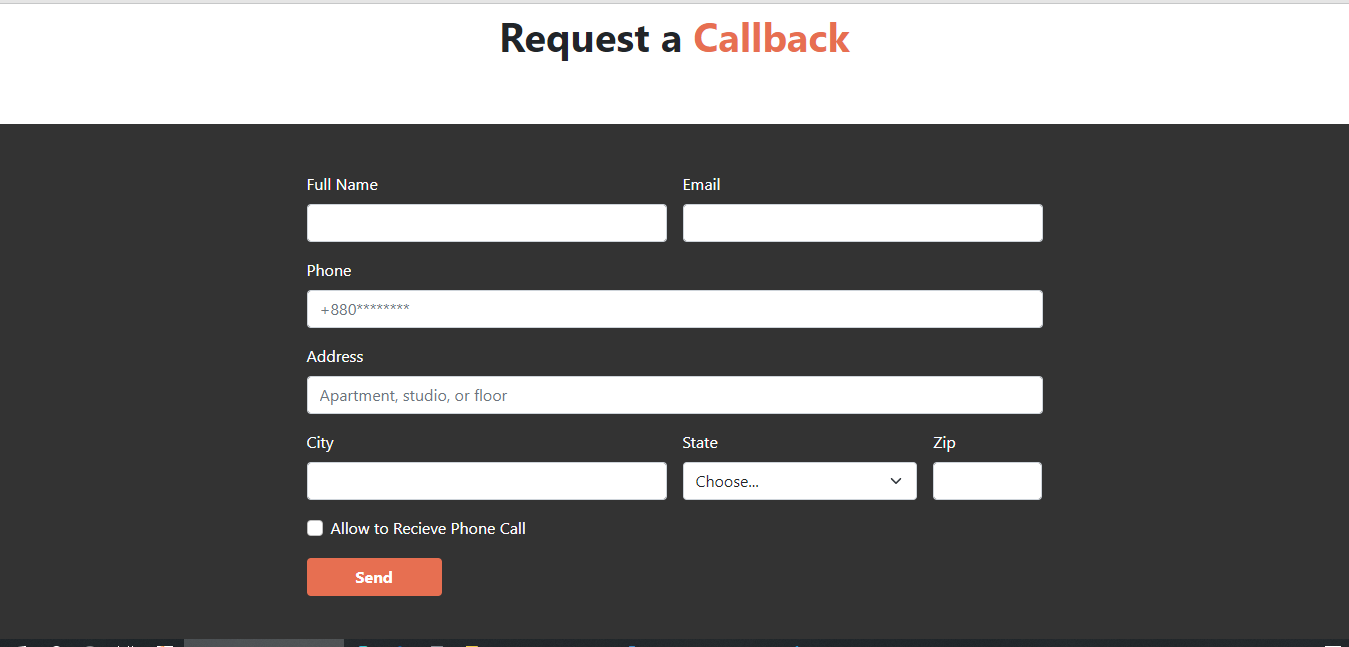 Request a Callback
Full Name Email
Phone
+880********
Address
Apartment, studio, or floor
City State Zip
Choose...
Allow to Recieve Phone Call
Send